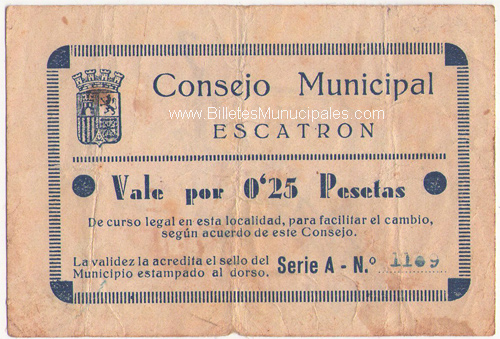 Consejo Municipal
www.BilletesMunucipales.com
ESCATRON
Vale por 0'25 Pesetas
De curso legal en esta localidad, para facilitar el cambio,
según acuerdo de este Consejo.
La validez la acredita el sello del
Municipio estampado al dorso. Serie A - N.º